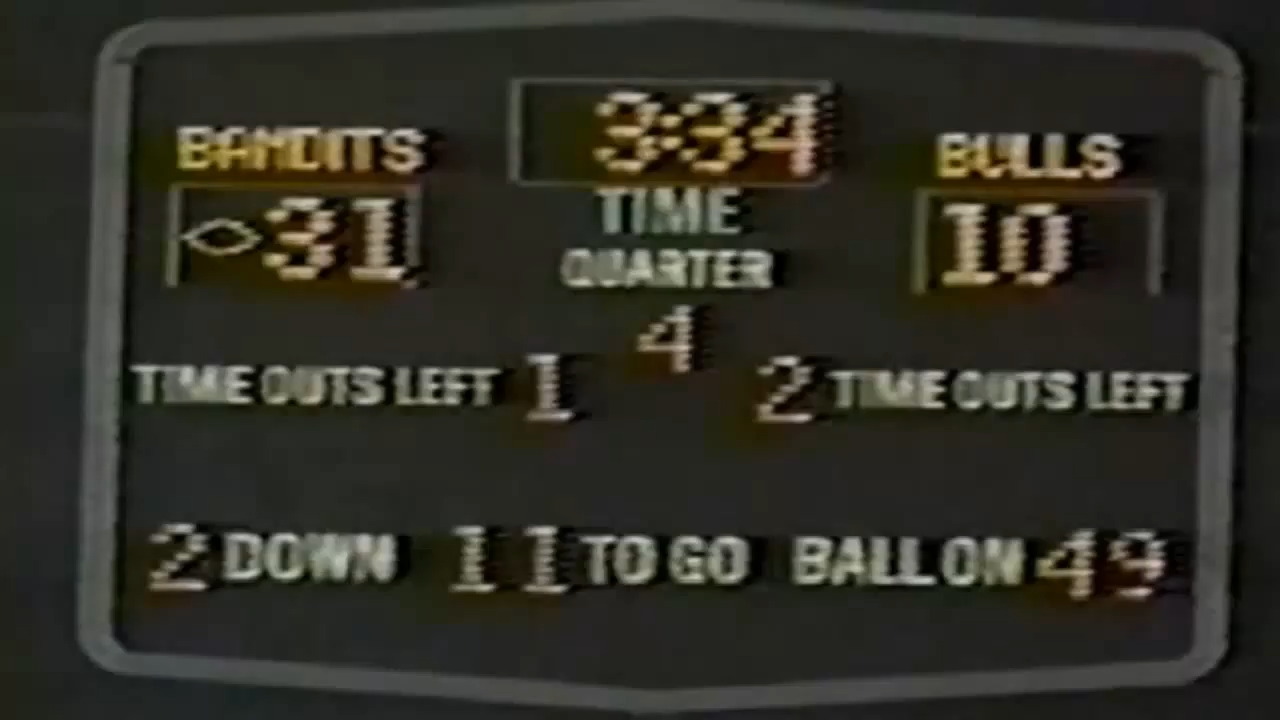 3:34
BANDITS BULLS
31 TIME 10
QUARTER
4
TIME OUTS LEFT 1 2 TIME OUTS LEFT
2 DOWN 11 TO GO BALL ON 49